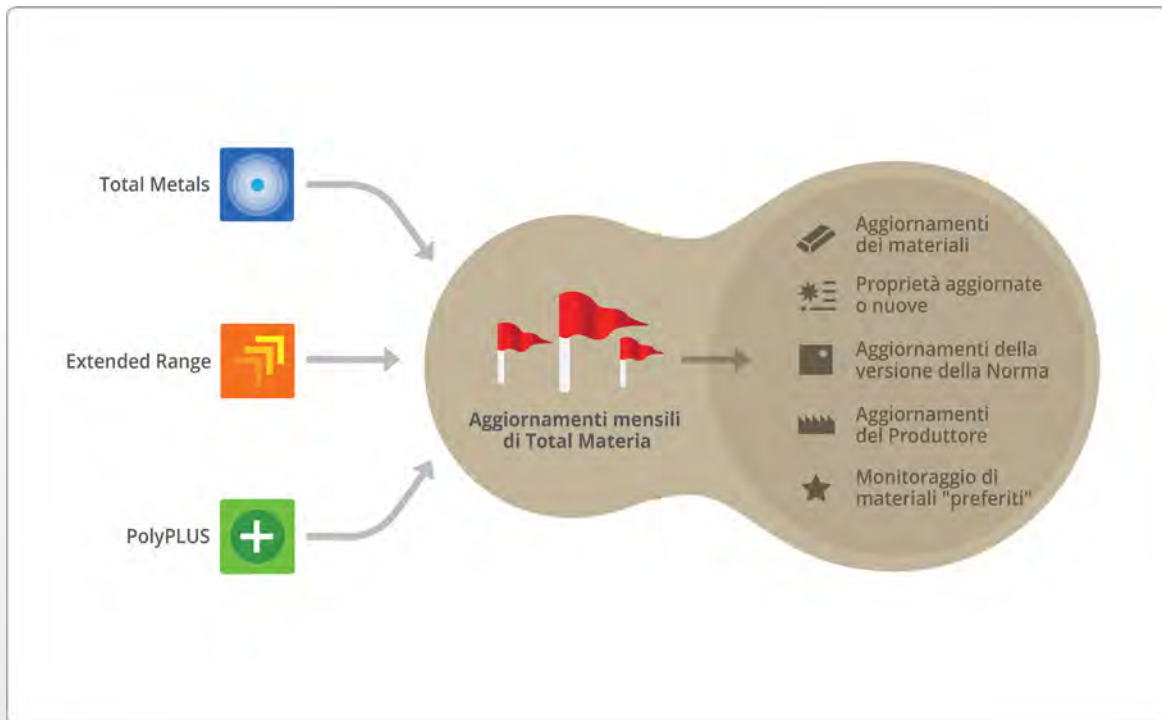 Total Metals
Extended Range
PolyPLUS
Aggiornamenti mensili
di Total Materia
Aggiornamenti
dei materiali
Proprietà aggiornate
o nuove
Aggiornamenti della
versione della Norma
Aggiornamenti
del Produttore
Monitoraggio di
materiali "preferiti"